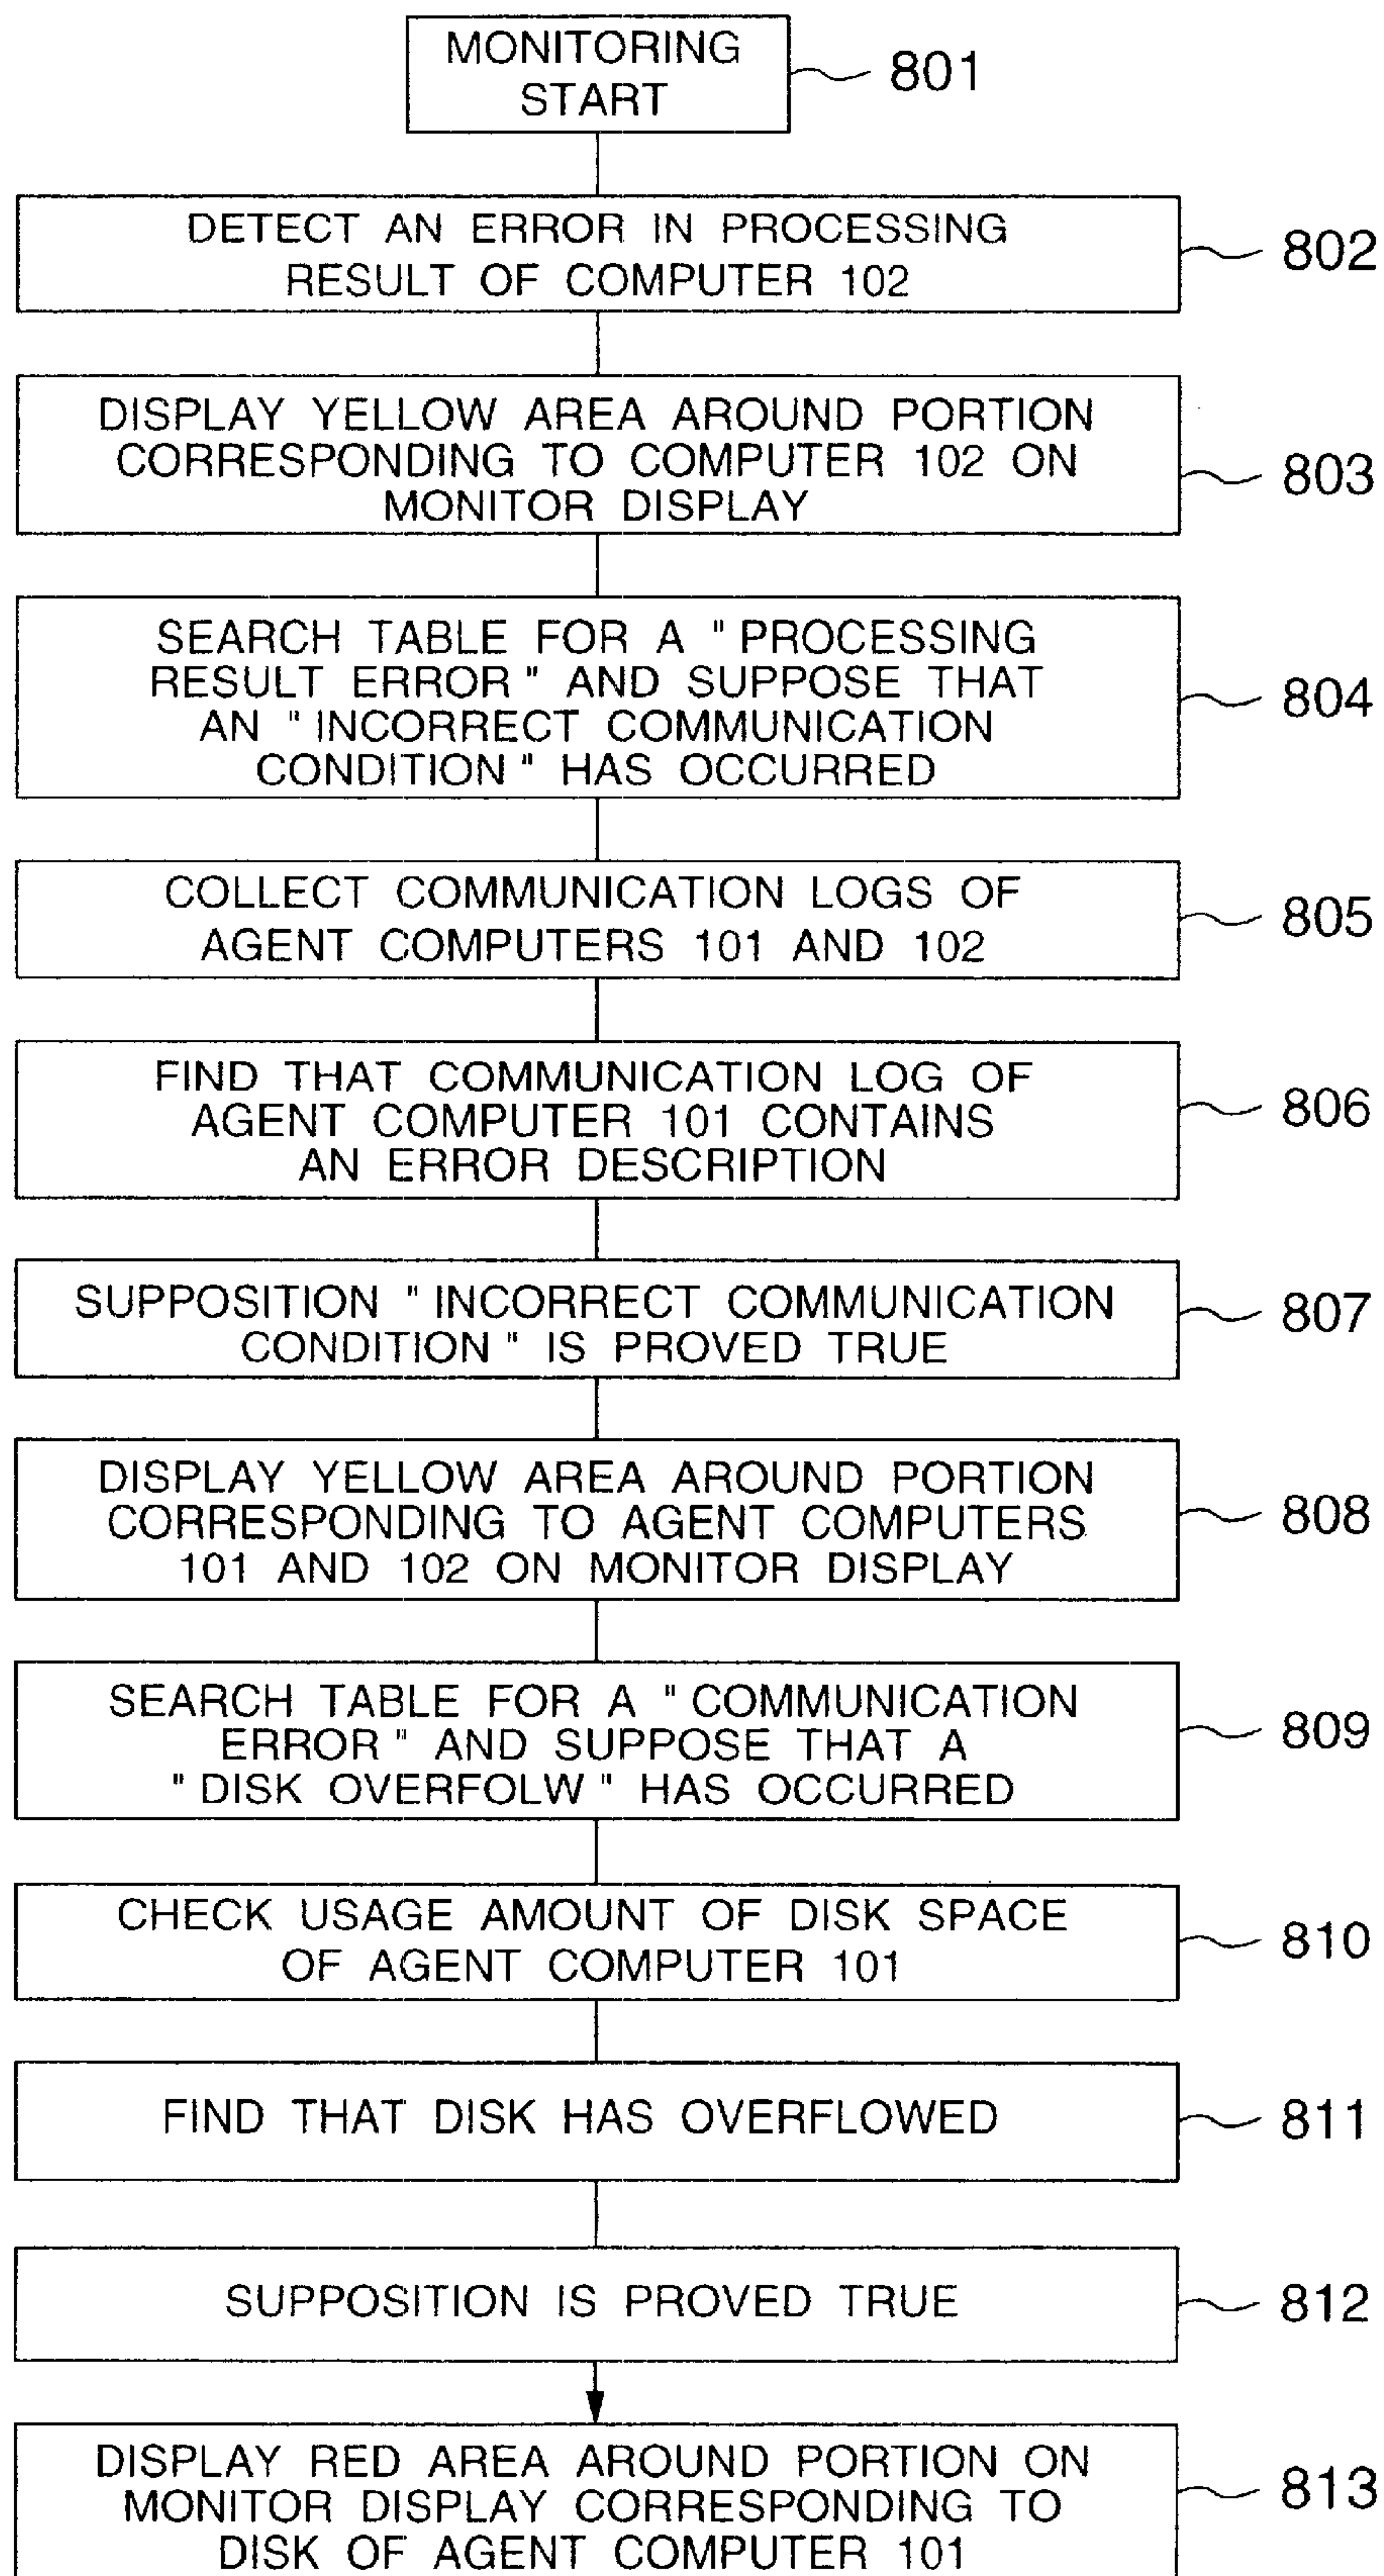 MONITORING
START
801
DETECT AN ERROR IN PROCESSING
RESULT OF COMPUTER 102
802
DISPLAY YELLOW AREA AROUND PORTION
CORRESPONDING TO COMPUTER 102 ON
MONITOR DISPLAY
803
SEARCH TABLE FOR A "PROCESSING
RESULT ERROR" AND SUPPOSE THAT
AN "INCORRECT COMMUNICATION
CONDITION" HAS OCCURRED
804
COLLECT COMMUNICATION LOGS OF
AGENT COMPUTERS 101 AND 102
805
FIND THAT COMMUNICATION LOG OF
AGENT COMPUTER 101 CONTAINS
AN ERROR DESCRIPTION
806
SUPPOSITION "INCORRECT COMMUNICATION
CONDITION" IS PROVED TRUE
807
DISPLAY YELLOW AREA AROUND PORTION
CORRESPONDING TO AGENT COMPUTERS
101 AND 102 ON MONITOR DISPLAY
808
SEARCH TABLE FOR A "COMMUNICATION
ERROR" AND SUPPOSE THAT A
"DISK OVERFOLW" HAS OCCURRED
809
CHECK USAGE AMOUNT OF DISK SPACE
OF AGENT COMPUTER 101
810
FIND THAT DISK HAS OVERFLOWED
811
SUPPOSITION IS PROVED TRUE
812
DISPLAY RED AREA AROUND PORTION ON
MONITOR DISPLAY CORRESPONDING TO
DISK OF AGENT COMPUTER 101
813